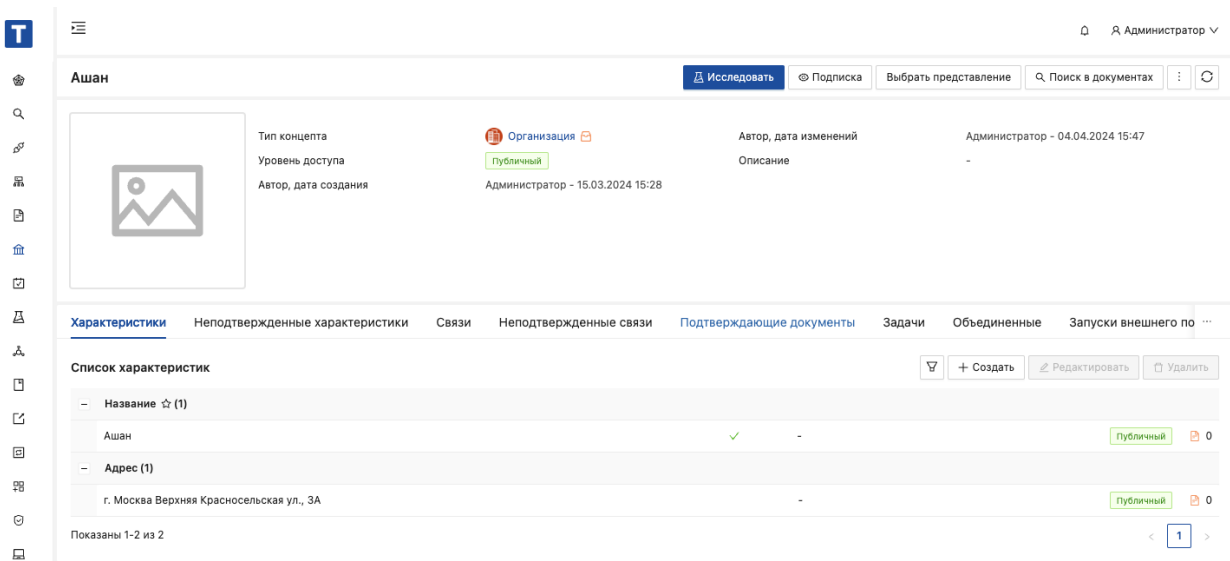 T
Администратор
Ашан
Исследовать
Подписка
Выбрать представление
Поиск в документах
Тип концепта
Организация
Автор, дата изменений
Администратор - 04.04.2024 15:47
Уровень доступа
Публичный
Описание
-
Автор, дата создания
Администратор - 15.03.2024 15:28
Характеристики
Неподтвержденные характеристики
Связи
Неподтвержденные связи
Подтверждающие документы
Задачи
Объединенные
Запуски внешнего по
Список характеристик
+ Создать
Редактировать
Удалить
Название (1)
Ашан
-
Публичный
0
Адрес (1)
г. Москва Верхняя Красносельская ул., 3А
-
Публичный
0
Показаны 1-2 из 2
< 1 >